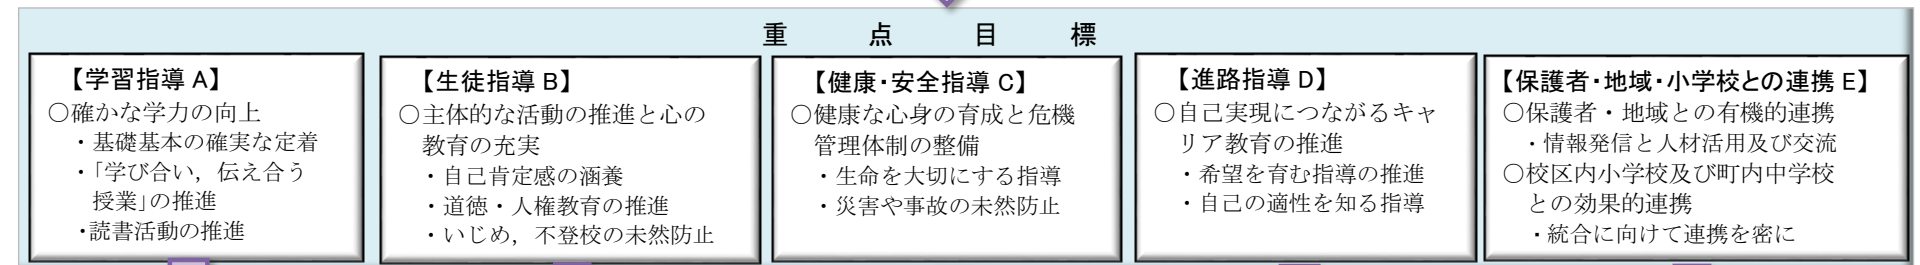 重点目標
【学習指導 A】
○確かな学力の向上
・基礎基本の確実な定着
・「学び合い，伝え合う
授業」の推進
・読書活動の推進
【生徒指導 B】
○主体的な活動の推進と心の
教育の充実
・自己肯定感の涵養
・道徳・人権教育の推進
・いじめ，不登校の未然防止
【健康・安全指導 C】
○健康な心身の育成と危機
管理体制の整備
・生命を大切にする指導
・災害や事故の未然防止
【進路指導 D】
○自己実現につながるキャ
リア教育の推進
・希望を育む指導の推進
・自己の適性を知る指導
【保護者・地域・小学校との連携 E】
○保護者・地域との有機的連携
・情報発信と人材活用及び交流
○校区内小学校及び町内中学校
との効果的連携
・統合に向けて連携を密に